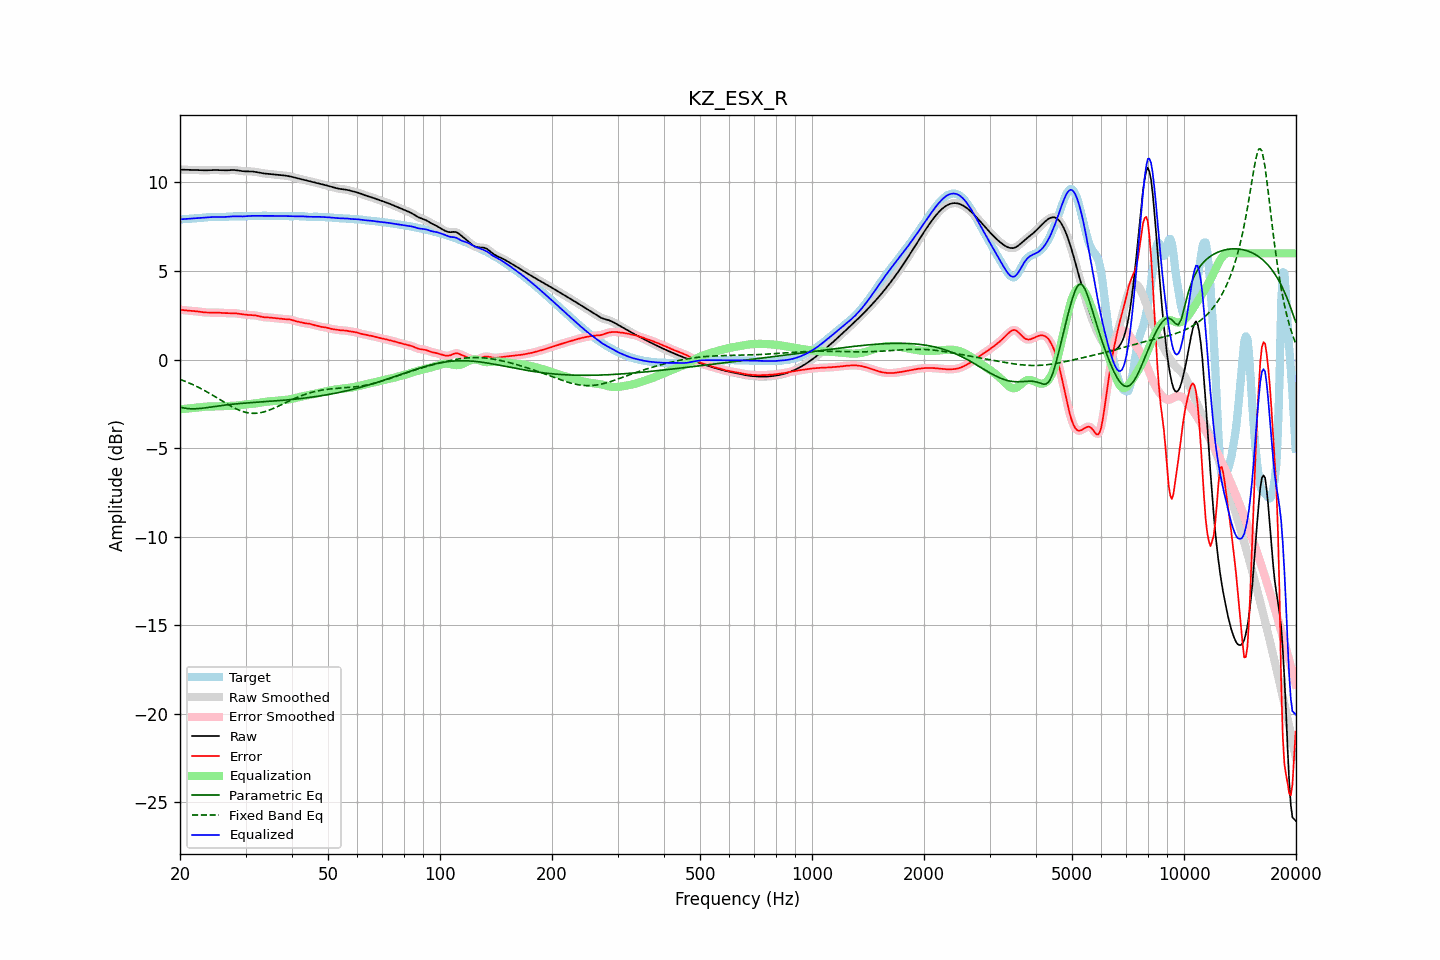 KZ_ESX_R
Amplitude (dBr)
10
5
0
−5
−10
−15
−20
−25
Target
Raw Smoothed
Error Smoothed
Raw
Error
Equalization
Parametric Eq
Fixed Band Eq
Equalized
20 50 100 200 500 1000 2000 5000 10000 20000
Frequency (Hz)